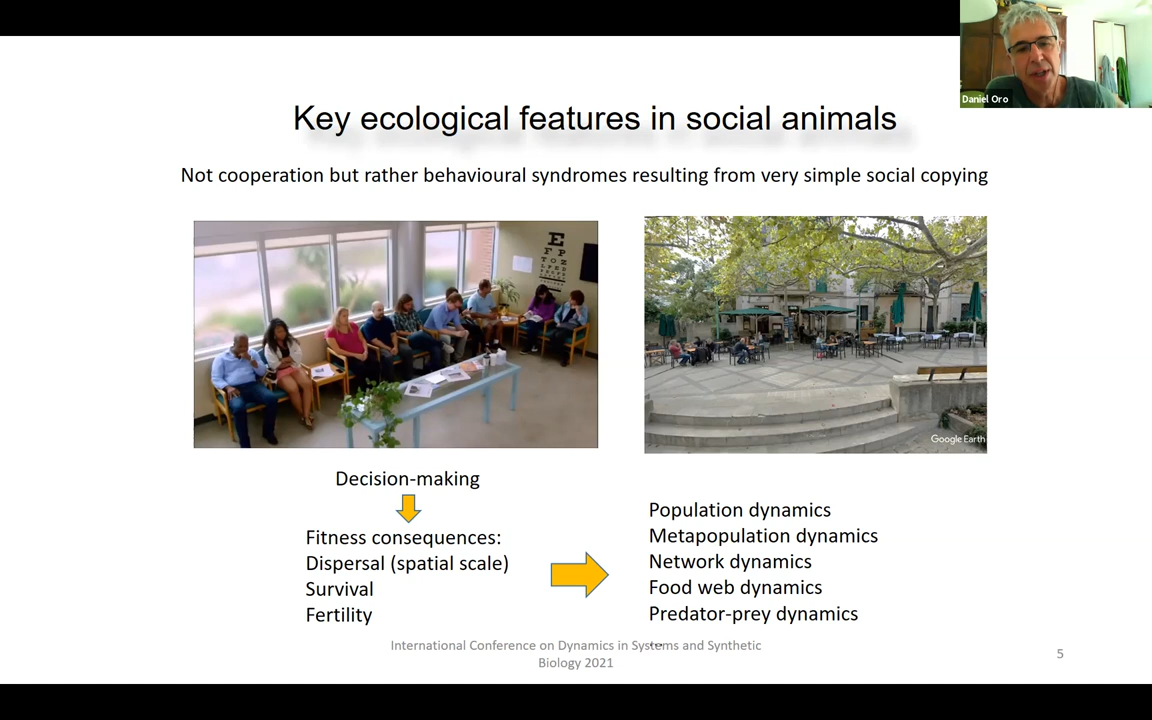 Daniel Oro
Key ecological features in social animals
Not cooperation but rather behavioural syndromes resulting from very simple social copying
E
F P
T O Z
Google Earth
Decision-making
Fitness consequences:
Dispersal (spatial scale)
Survival
Fertility
Population dynamics
Metapopulation dynamics
Network dynamics
Food web dynamics
Predator-prey dynamics
...
International Conference on Dynamics in Systems and Synthetic
Biology 2021
5